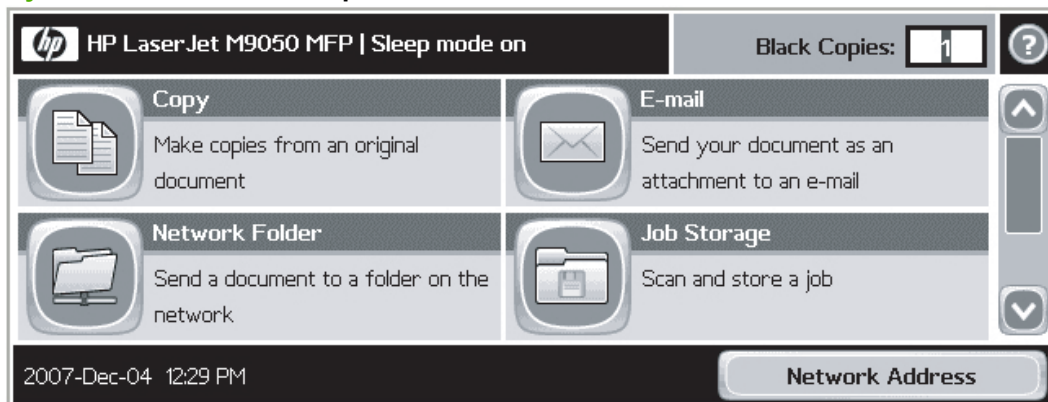 hp HP LaserJet M9050 MFP | Sleep mode on
Black Copies: 1
?
Copy
Make copies from an original
document
E-mail
Send your document as an
attachment to an e-mail
Network Folder
Send a document to a folder on the
network
Job Storage
Scan and store a job
2007-Dec-04 12:29 PM
Network Address